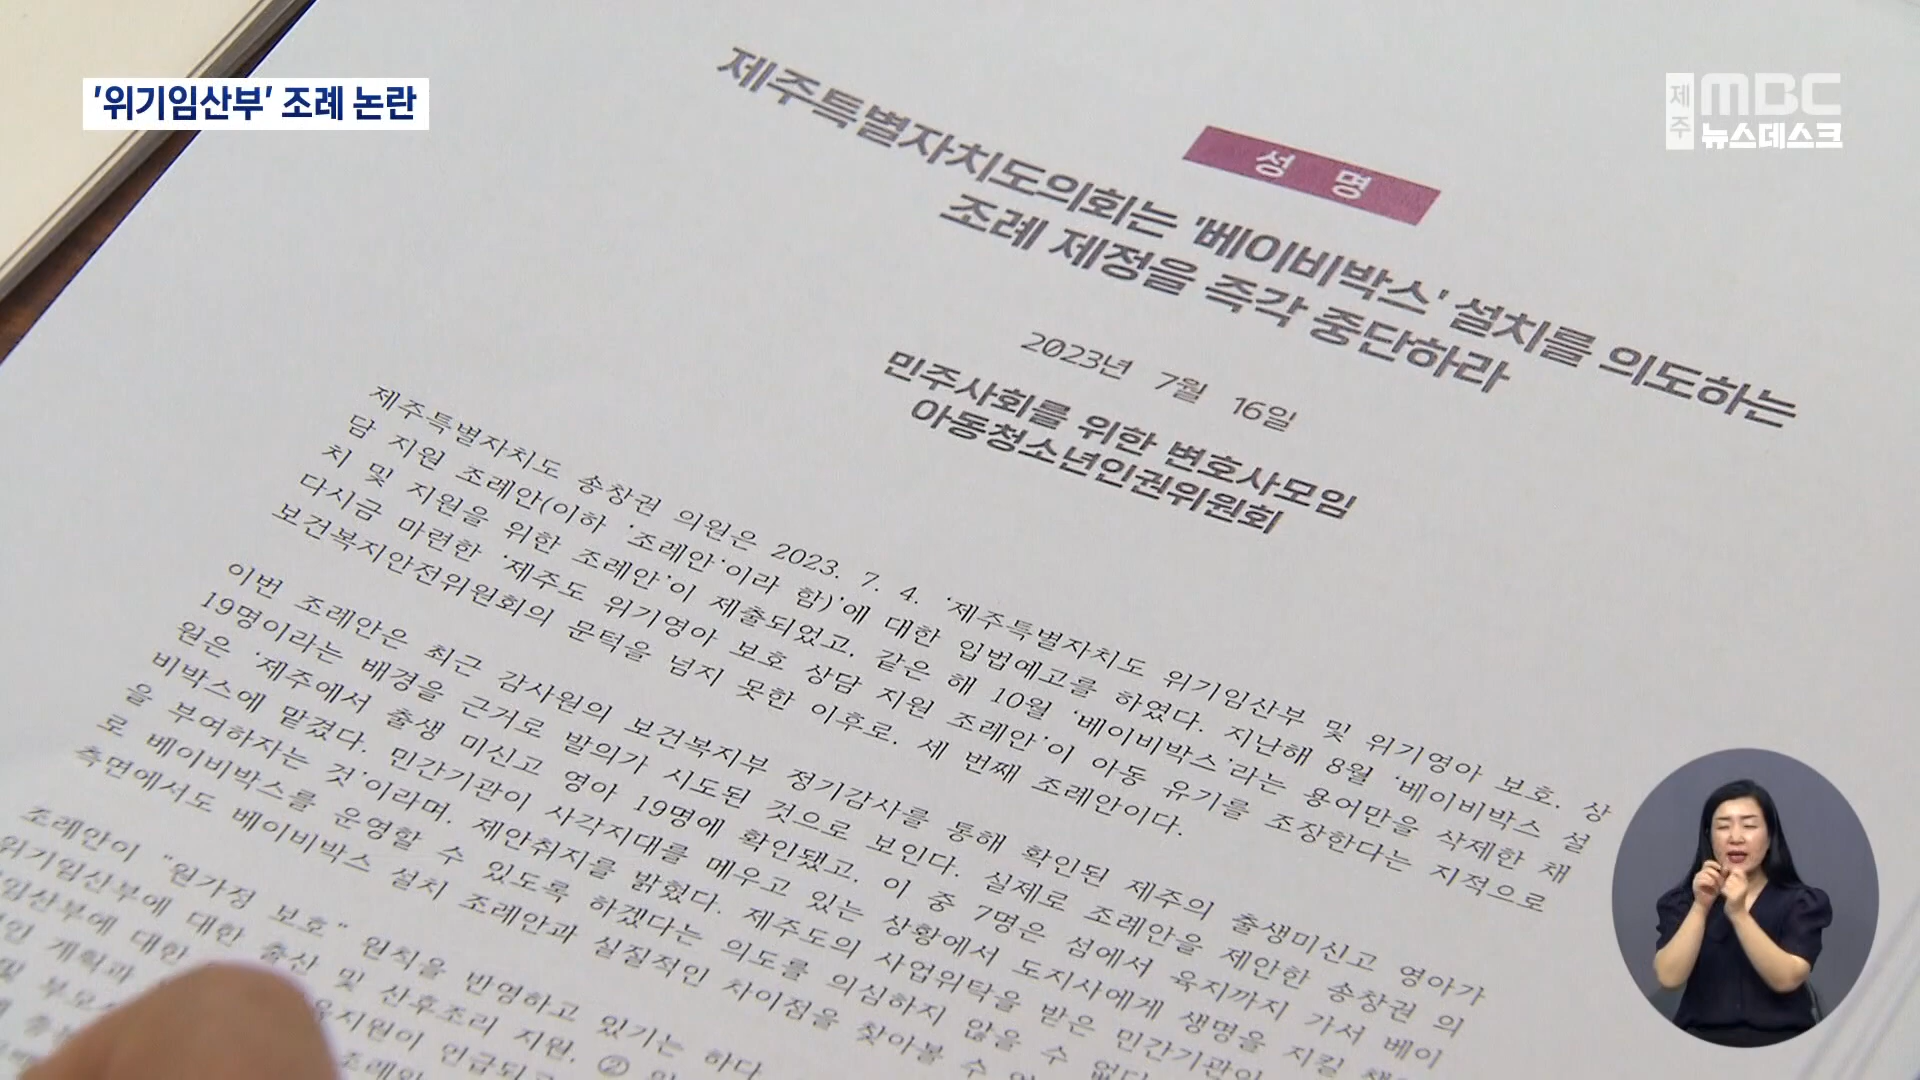 '위기임산부' 조례 논란
제주 MBC
뉴스데스크
성 명
제주특별자치도의회는 '베이비박스' 설치를 의도하는
조례 제정을 즉각 중단하라
2023년 7월 16일
민주사회를 위한 변호사모임
아동청소년인권위원회
제주특별자치도 송창권 의원은 2023. 7. 4. '제주특별자치도 위기임산부 및 위기영아 보호. 상
담 지원 조례안(이하 '조례안'이라 함)'에 대한 입법예고를 하였다. 지난해 8월 '베이비박스 설
치 및 지원을 위한 조례안'이 제출되었고, 같은 해 10월 '베이비박스'라는 용어만을 삭제한 채
다시금 마련한 '제주도 위기영아 보호 상담 지원 조례안'이 아동 유기를 조장한다는 지적으로
보건복지안전위원회의 문턱을 넘지 못한 이후로, 세 번째 조례안이다.
이번 조례안은 최근 감사원의 보건복지부 정기감사를 통해 확인된 제주의 출생미신고 영아가
19명이라는 배경을 근거로 발의가 시도된 것으로 보인다. 실제로 조례안을 제안한 송창권 의
원은 '제주에서 출생 미신고 영아 19명에 확인됐고, 이 중 7명은 섬에서 육지까지 가서 베이
비박스에 맡겼다. 민간기관이 사각지대를 메우고 있는 상황에서 도지사에게 생명을 지킬 책
을 부여하자는 것'이라며, 제안취지를 밝혔다. 제주도의 사업위탁을 받은 민간기관이
로 베이비박스를 운영할 수 있도록 하겠다는 의도를 의심하지 않을 수 없다
측면에서도 베이비박스 설치 조례안과 실질적인 차이점을 찾아볼 수
조례안이 "원가정 보호" 원칙을 반영하고 있기는 하다
위기임산부에 대한 출산 및 산후조리 지원, ②
임산부에 대한 언급되고
계획과
및